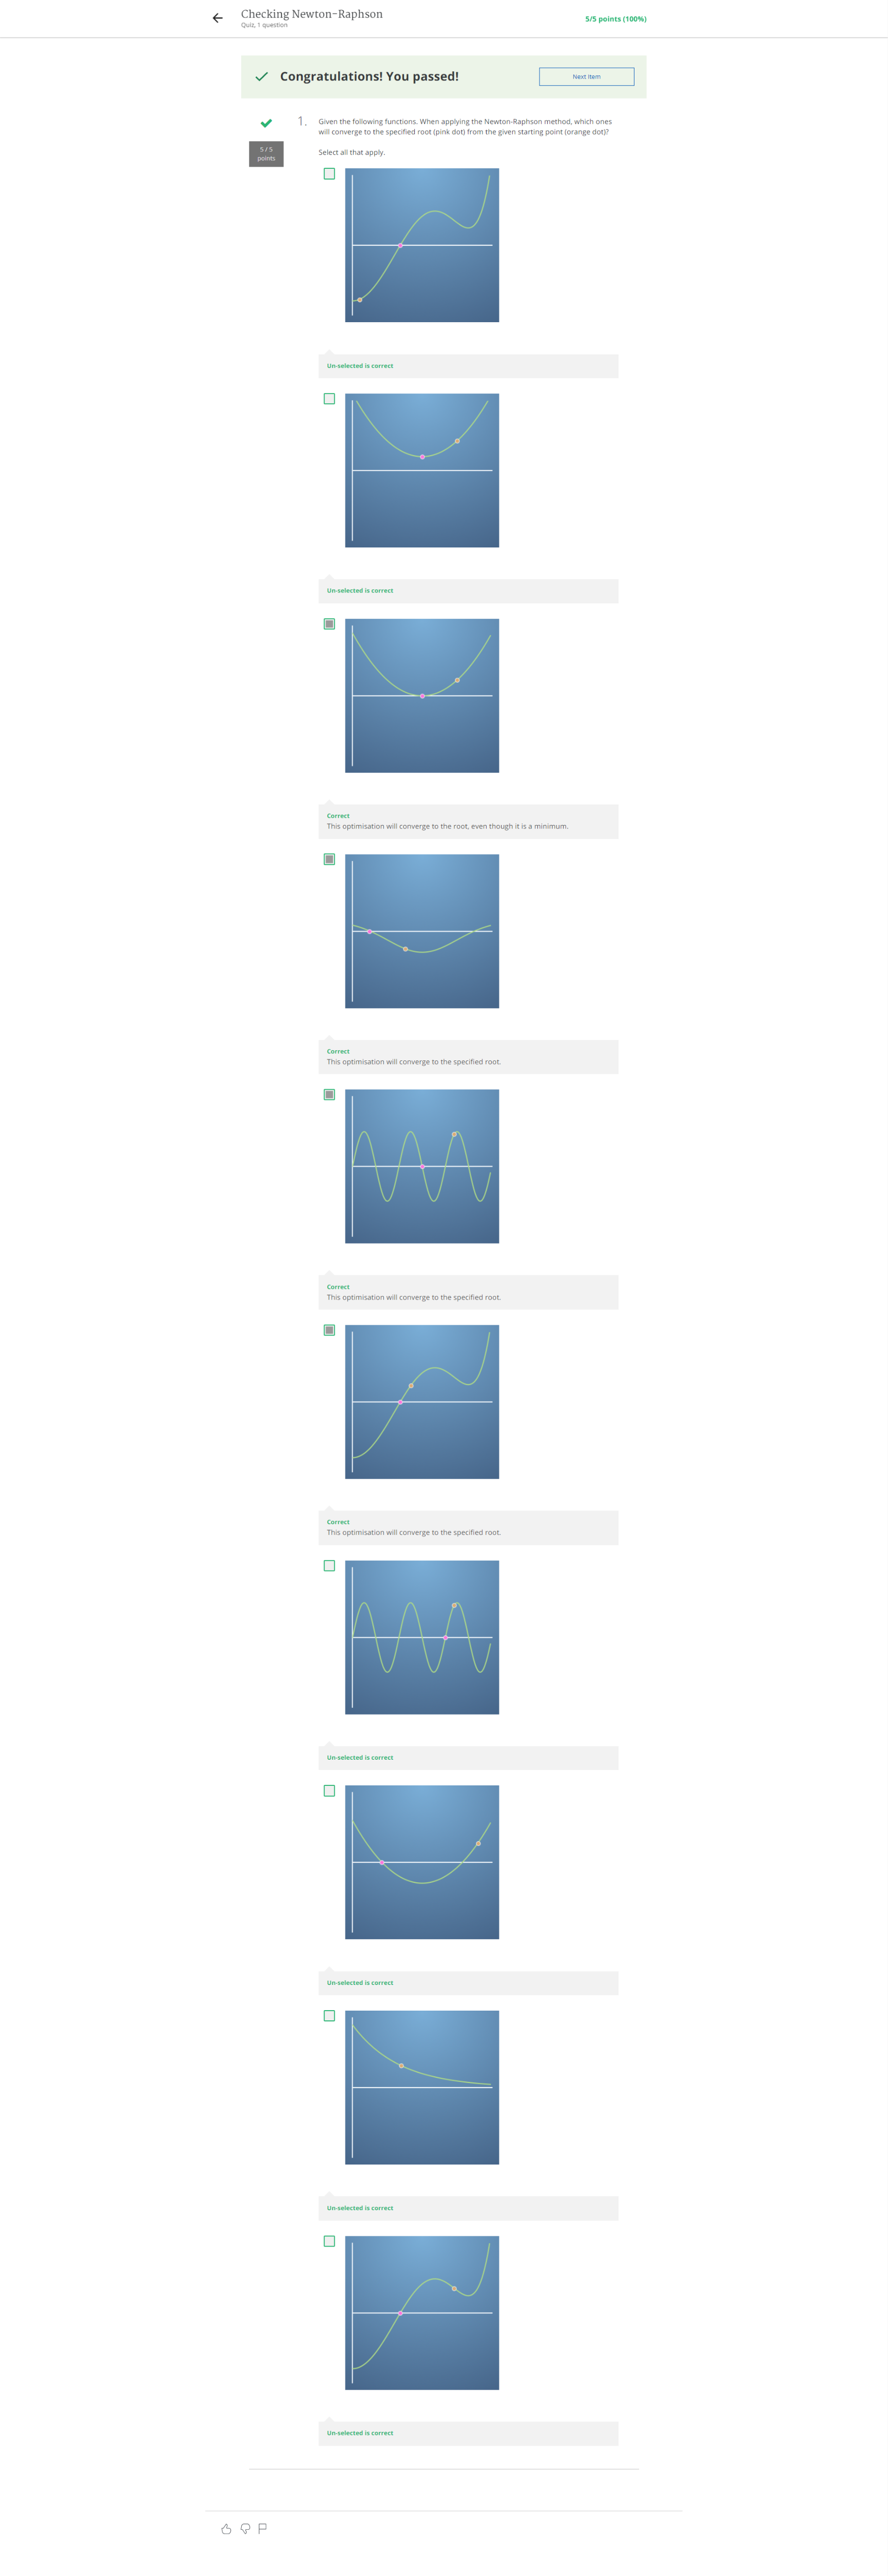 Checking Newton-Raphson
Quiz, 1 question
5/5 points (100%)
Congratulations! You passed!
Next Item
5 / 5
points
1.
Given the following functions. When applying the Newton-Raphson method, which ones
will converge to the specified root (pink dot) from the given starting point (orange dot)?
Select all that apply.
Un-selected is correct
Un-selected is correct
Correct
This optimisation will converge to the root, even though it is a minimum.
Correct
This optimisation will converge to the specified root.
Correct
This optimisation will converge to the specified root.
Correct
This optimisation will converge to the specified root.
Un-selected is correct
Un-selected is correct
Un-selected is correct
Un-selected is correct